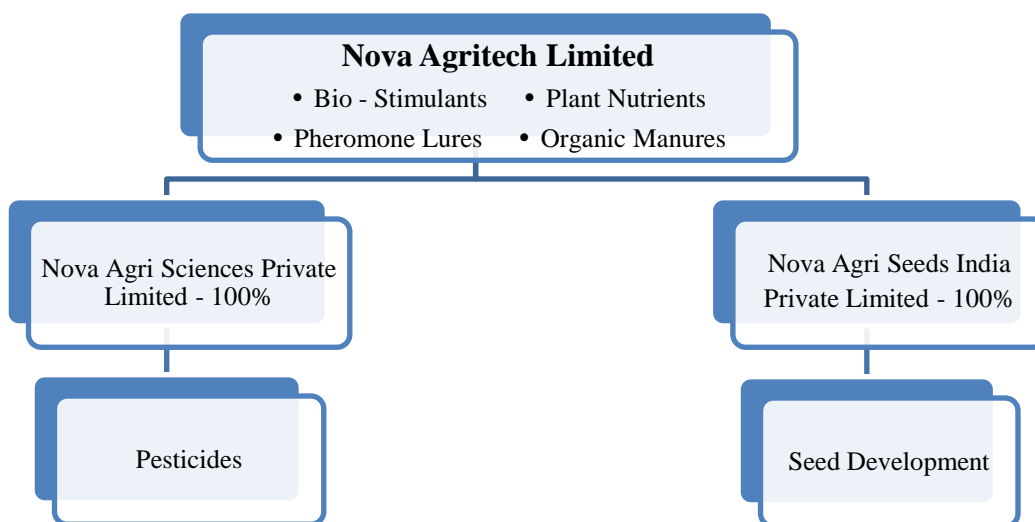 Nova Agritech Limited
• Bio - Stimulants • Plant Nutrients
• Pheromone Lures • Organic Manures
Nova Agri Sciences Private
Limited - 100%
Nova Agri Seeds India
Private Limited - 100%
Pesticides
Seed Development